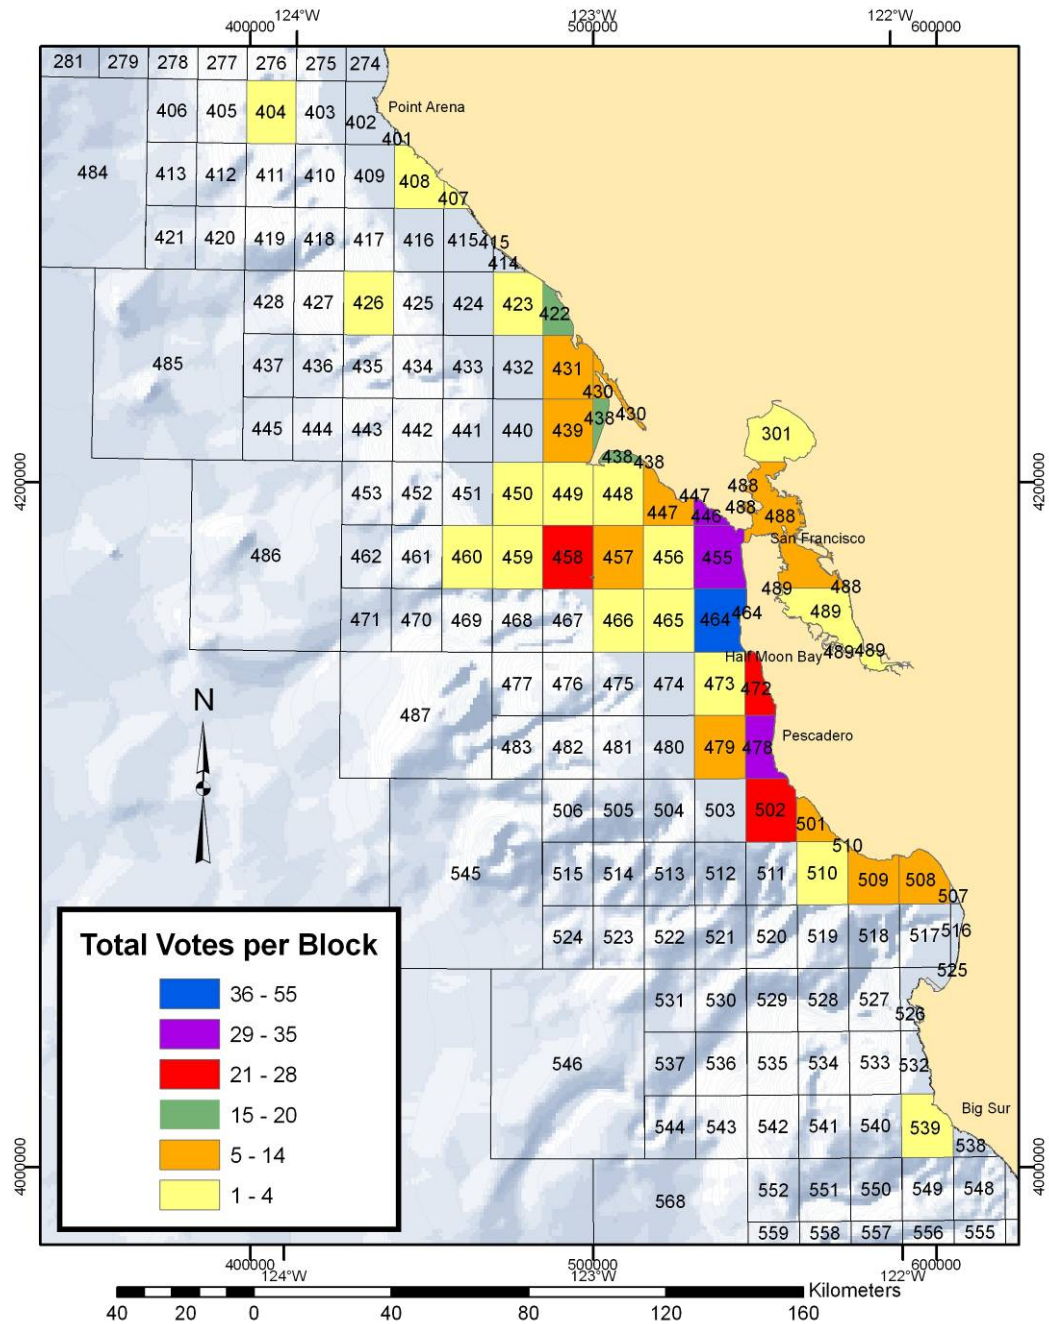 124°W 123°W 122°W
400000 500000 600000
281 279 278 277 276 275 274
406 405 404 403 402 Point Arena
401
484 413 412 411 410 409 408
407
421 420 419 418 417 416 415 415
414
428 427 426 425 424 423 422
485 437 436 435 434 433 432 431
430
430
438
445 444 443 442 441 440 439
301
438 438
4200000 453 452 451 450 449 448 447 488 4200000
447 446 488 488
San Francisco
486 462 461 460 459 458 457 456 455
489 488
471 470 469 468 467 466 465 464 464 489
489 489
Half Moon Bay
477 476 475 474 473 472
487
N
483 482 481 480 479 478 Pescadero
506 505 504 503 502 501
510
545 515 514 513 512 511 510 509 508
507
524 523 522 521 520 519 518 517 516
525
531 530 529 528 527
526
546 537 536 535 534 533 532
544 543 542 541 540 539 Big Sur
538
4000000 4000000
568 552 551 550 549 548
559 558 557 556 555
Total Votes per Block
36 - 55
29 - 35
21 - 28
15 - 20
5 - 14
1 - 4
400000 500000 600000
124°W 123°W 122°W
Kilometers
40 20 0 40 80 120 160